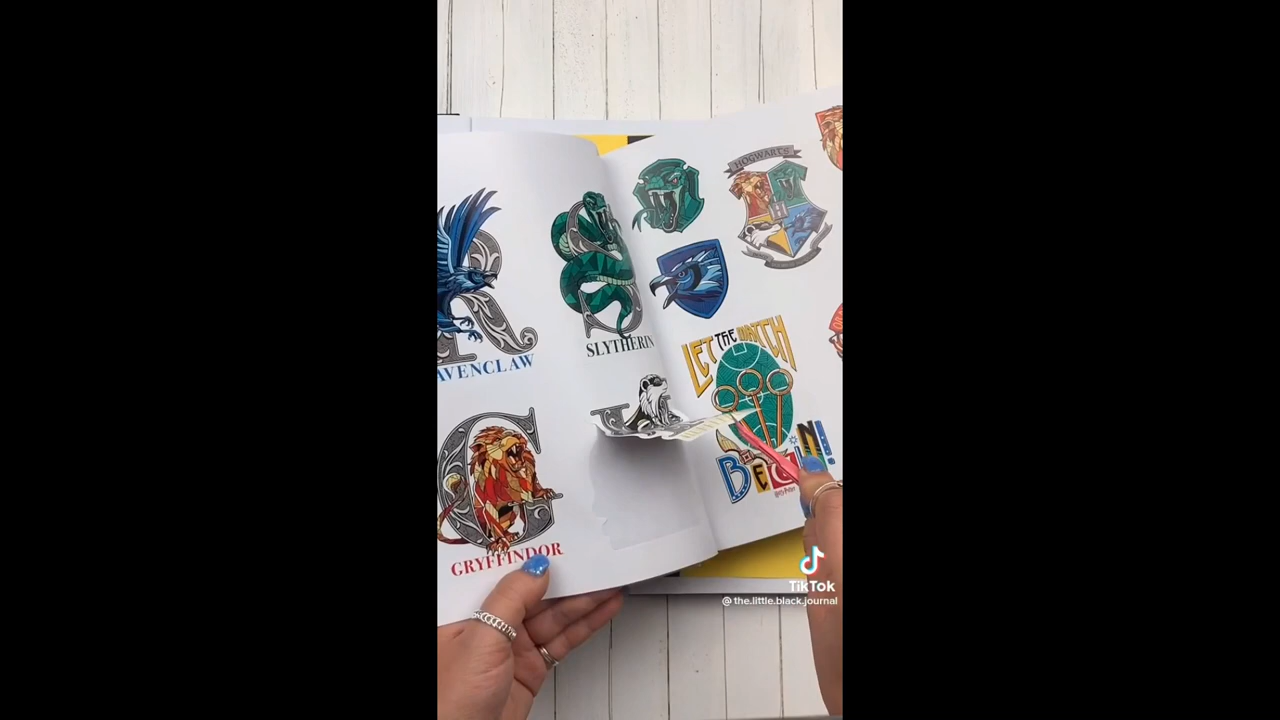 HOGWARTS
AVENCLAW
SLYTHERIN
LET THE MATCH
BEGIN!
GRYFFINDOR
TikTok
@ the.little.black.journal